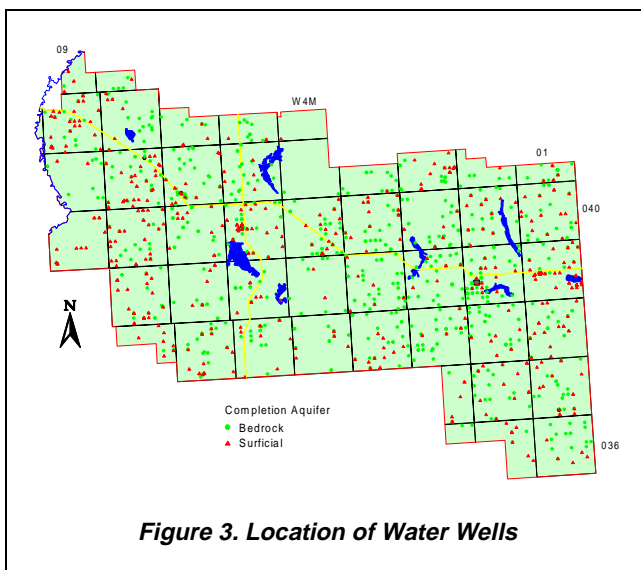 09
W4M
01
040
N
Completion Aquifer
Bedrock
Surficial
036
Figure 3. Location of Water Wells